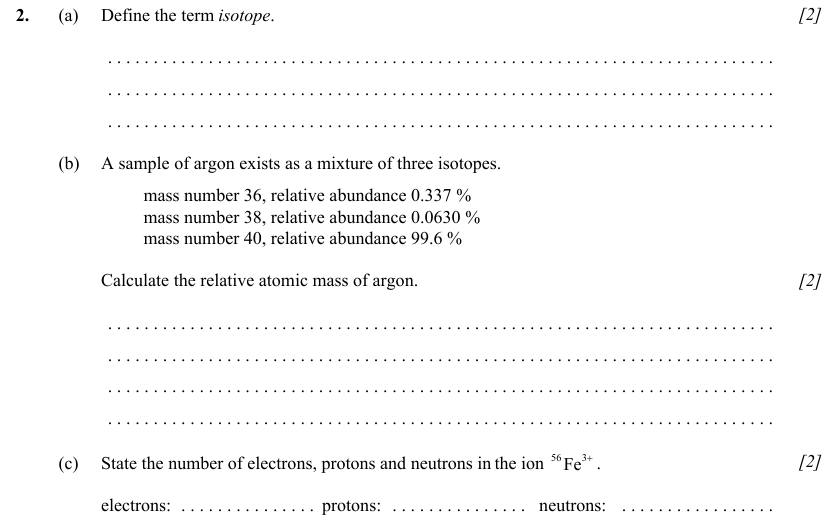 2. (a) Define the term isotope. [2]
. . . . . . . . . . . . . . . . . . . . . . . . . . . . . . . . . . . . . . . . . . . . . . . . . . . . . . . . . . . . . . . . . . . . . . . . . .
. . . . . . . . . . . . . . . . . . . . . . . . . . . . . . . . . . . . . . . . . . . . . . . . . . . . . . . . . . . . . . . . . . . . . . . . . .
. . . . . . . . . . . . . . . . . . . . . . . . . . . . . . . . . . . . . . . . . . . . . . . . . . . . . . . . . . . . . . . . . . . . . . . . . .
(b) A sample of argon exists as a mixture of three isotopes.
mass number 36, relative abundance 0.337 %
mass number 38, relative abundance 0.0630 %
mass number 40, relative abundance 99.6 %
Calculate the relative atomic mass of argon. [2]
. . . . . . . . . . . . . . . . . . . . . . . . . . . . . . . . . . . . . . . . . . . . . . . . . . . . . . . . . . . . . . . . . . . . . . . . . .
. . . . . . . . . . . . . . . . . . . . . . . . . . . . . . . . . . . . . . . . . . . . . . . . . . . . . . . . . . . . . . . . . . . . . . . . . .
. . . . . . . . . . . . . . . . . . . . . . . . . . . . . . . . . . . . . . . . . . . . . . . . . . . . . . . . . . . . . . . . . . . . . . . . . .
. . . . . . . . . . . . . . . . . . . . . . . . . . . . . . . . . . . . . . . . . . . . . . . . . . . . . . . . . . . . . . . . . . . . . . . . . .
(c) State the number of electrons, protons and neutrons in the ion ⁵⁶Fe³⁺ . [2]
electrons: . . . . . . . . . . . . . . . protons: . . . . . . . . . . . . . . . neutrons: . . . . . . . . . . . . . . . . .